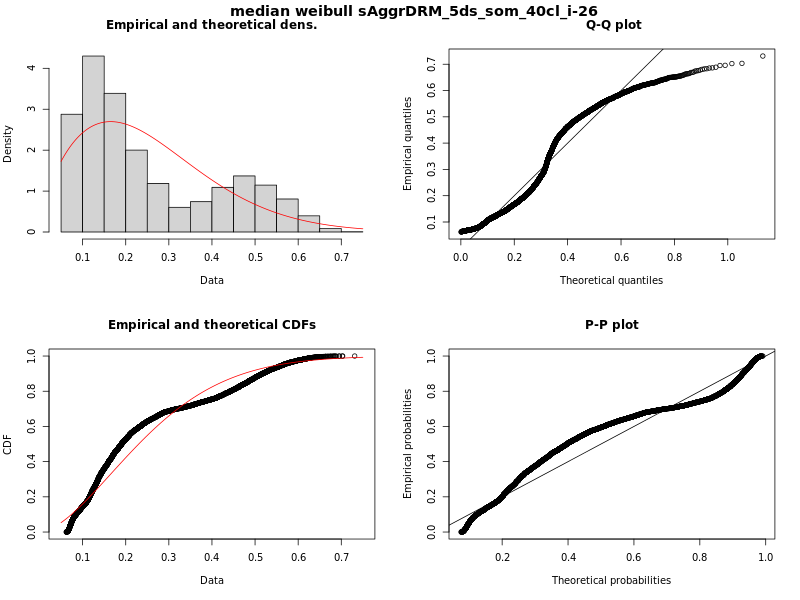 median weibull sAggrDRM_5ds_som_40cl_i-26
Empirical and theoretical dens.
Density
0 1 2 3 4
0.1 0.2 0.3 0.4 0.5 0.6 0.7
Data
Q-Q plot
Empirical quantiles
0.1 0.2 0.3 0.4 0.5 0.6 0.7
0.0 0.2 0.4 0.6 0.8 1.0
Theoretical quantiles
Empirical and theoretical CDFs
CDF
0.0 0.2 0.4 0.6 0.8 1.0
0.1 0.2 0.3 0.4 0.5 0.6 0.7
Data
P-P plot
Empirical probabilities
0.0 0.2 0.4 0.6 0.8 1.0
0.2 0.4 0.6 0.8 1.0
Theoretical probabilities